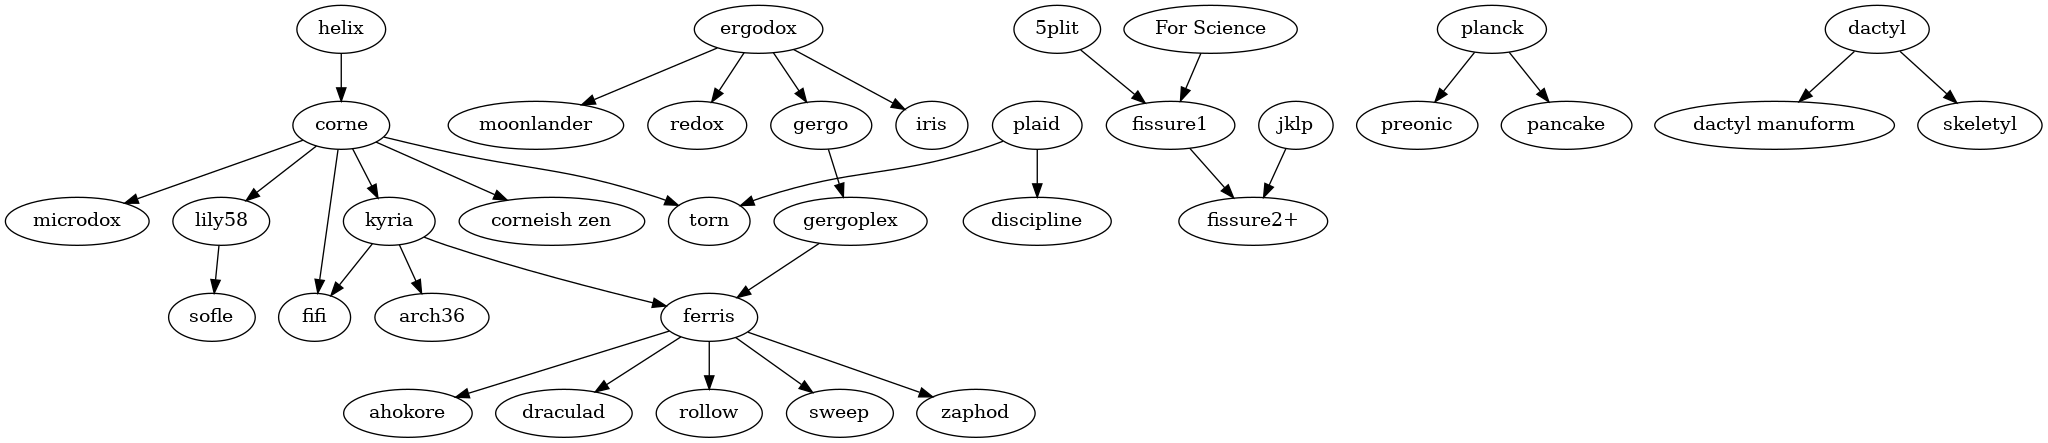 helix
ergodox
5plit
For Science
planck
dactyl
corne
moonlander
redox
gergo
iris
plaid
fissure1
jklp
preonic
pancake
dactyl manuform
skeletyl
microdox
lily58
kyria
corneish zen
torn
gergoplex
discipline
fissure2+
sofle
fifi
arch36
ferris
ahokore
draculad
rollow
sweep
zaphod